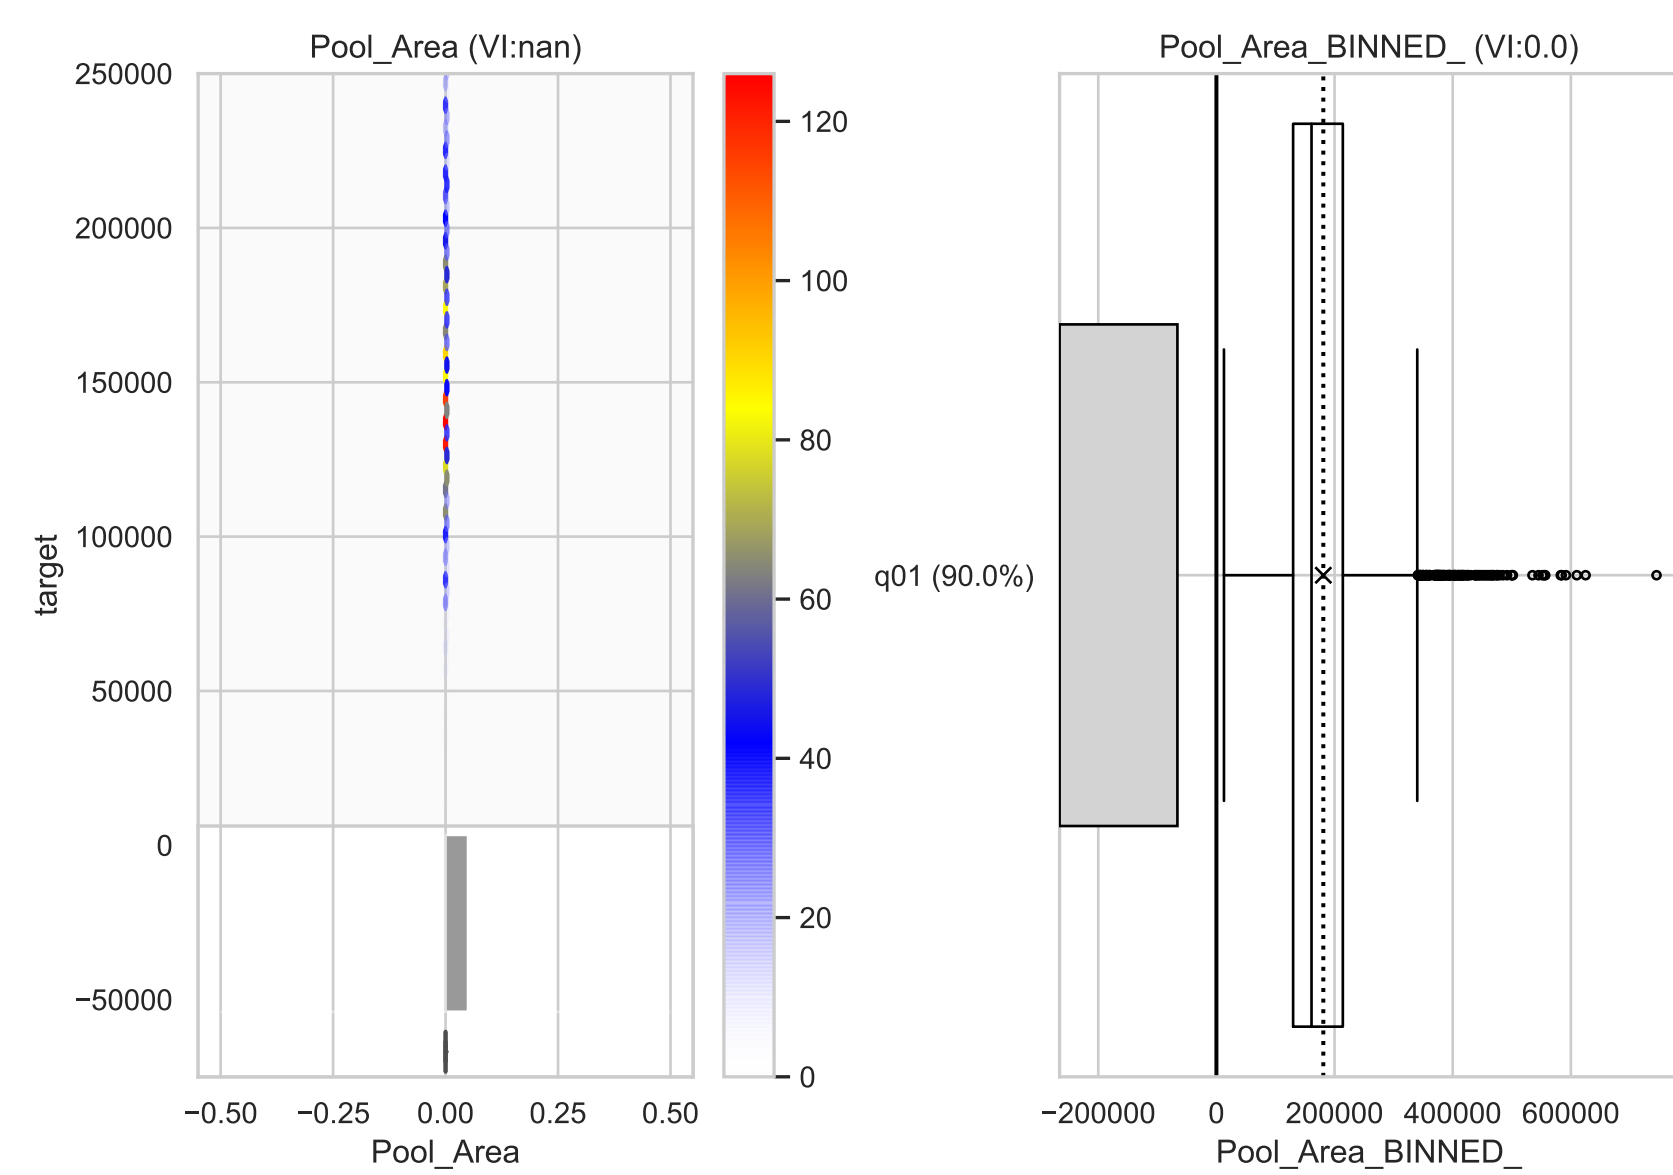 Pool_Area (VI:nan)
250000
200000
150000
100000
50000
0
−50000
target
−0.50 −0.25 0.00 0.25 0.50
Pool_Area
120
100
80
60
40
20
0
Pool_Area_BINNED_ (VI:0.0)
q01 (90.0%)
−200000 0 200000 400000 600000
Pool_Area_BINNED_